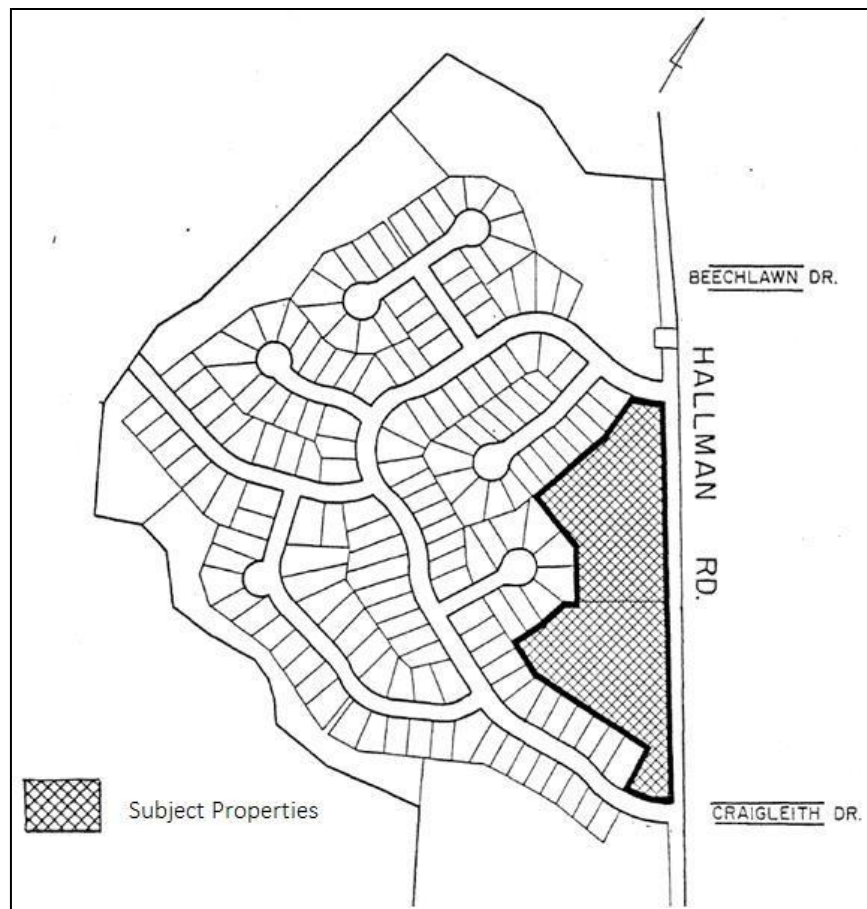 BEECHLAWN DR.
HALLMAN RD.
Subject Properties
CRAIGLEITH DR.